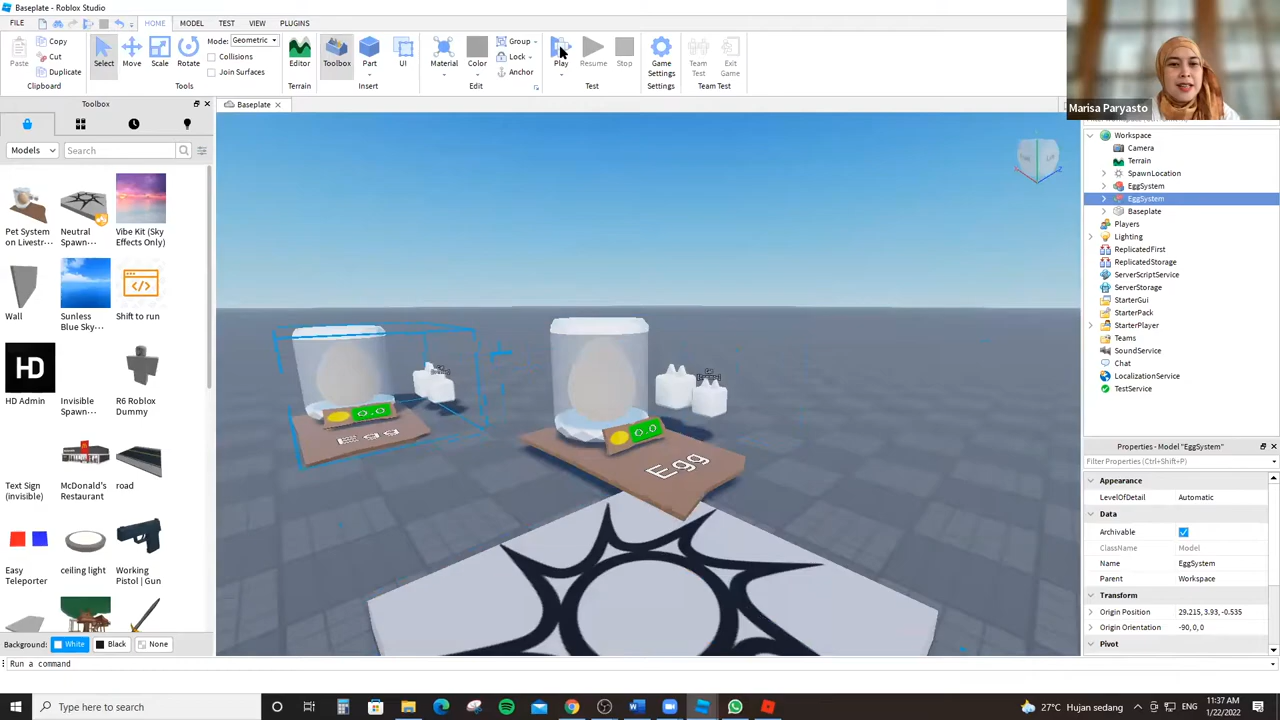 Baseplate - Roblox Studio
FILE
HOME
MODEL
TEST
VIEW
PLUGINS
Paste
Copy
Cut
Duplicate
Clipboard
Select
Move
Scale
Rotate
Mode: Geometric
Collisions
Join Surfaces
Tools
Editor
Terrain
Toolbox
Part
UI
Insert
Material
Color
Group
Lock
Anchor
Edit
Play
Resume
Stop
Test
Game Settings
Settings
Team Test
Exit Game
Team Test
Marisa Paryasto
Toolbox
Baseplate
Models
Search
Pet System on Livestr...
Neutral Spawn...
Vibe Kit (Sky Effects Only)
Wall
Sunless Blue Sky...
Shift to run
HD
HD Admin
Invisible Spawn...
R6 Roblox Dummy
Text Sign (invisible)
McDonald's Restaurant
road
Easy Teleporter
ceiling light
Working Pistol | Gun
Background: White Black None
0.0
Egg
0.0
Egg
Workspace
Camera
Terrain
SpawnLocation
EggSystem
EggSystem
Baseplate
Players
Lighting
ReplicatedFirst
ReplicatedStorage
ServerScriptService
ServerStorage
StarterGui
StarterPack
StarterPlayer
Teams
SoundService
Chat
LocalizationService
TestService
Properties - Model "EggSystem"
Filter Properties (Ctrl+Shift+P)
Appearance
LevelOfDetail Automatic
Data
Archivable
ClassName Model
Name EggSystem
Parent Workspace
Transform
Origin Position 29.215, 3.93, -0.535
Origin Orientation -90, 0, 0
Pivot
Run a command
Type here to search
27°C Hujan sedang
ENG
11:37 AM
1/22/2022